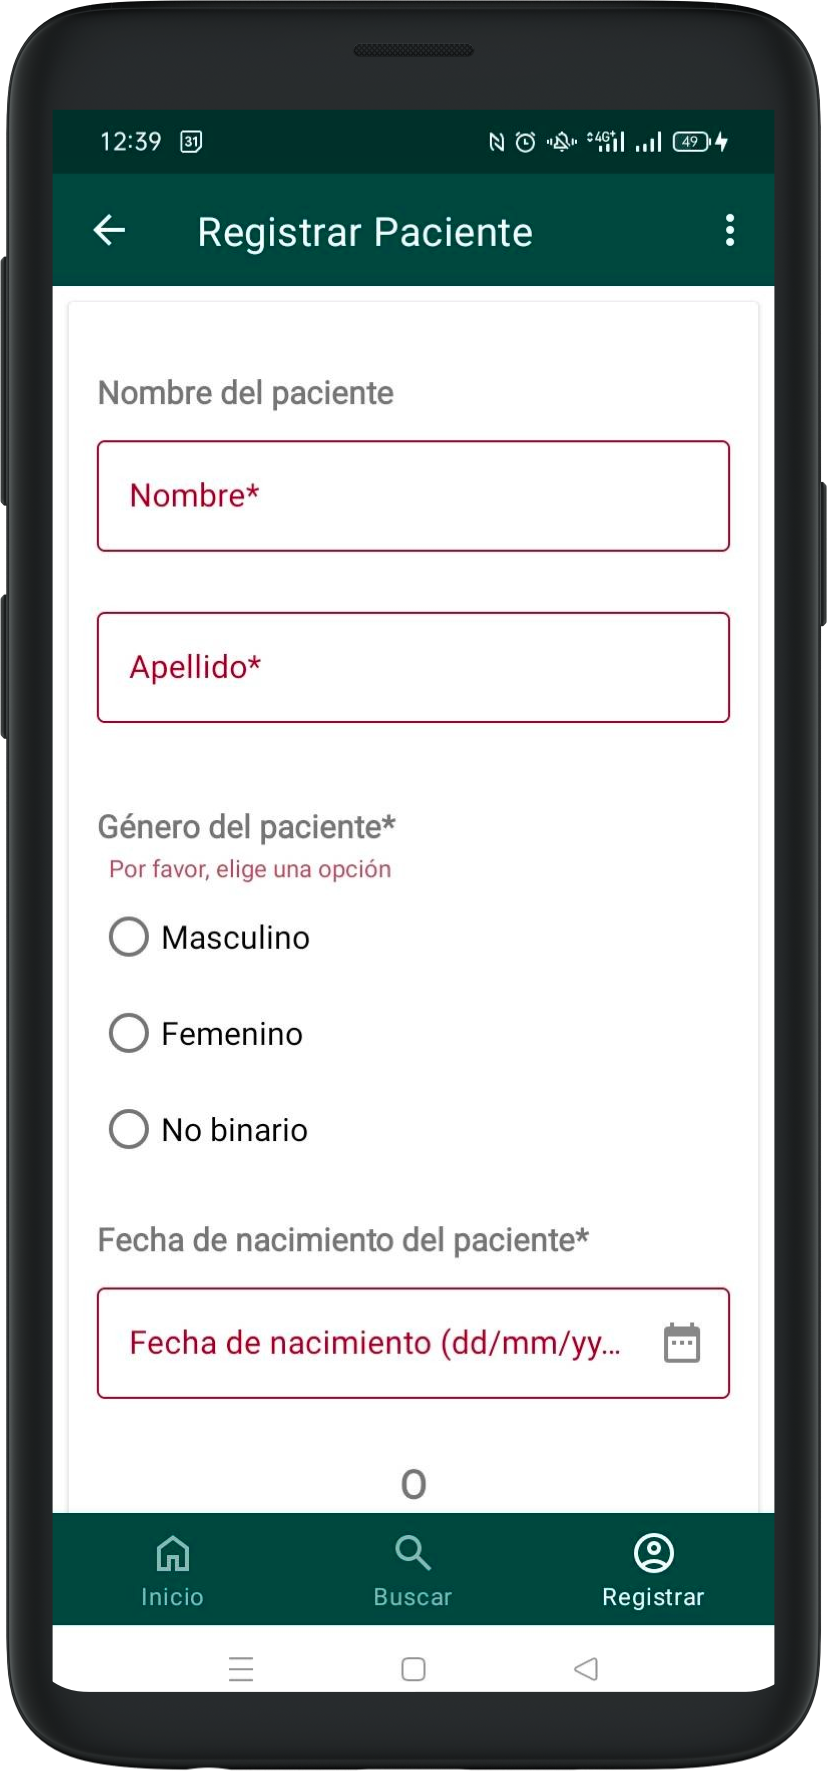 12:39 31 4G+ 49
Registrar Paciente
Nombre del paciente
Nombre*
Apellido*
Género del paciente*
Por favor, elige una opción
Masculino
Femenino
No binario
Fecha de nacimiento del paciente*
Fecha de nacimiento (dd/mm/yy...
O
Inicio Buscar Registrar